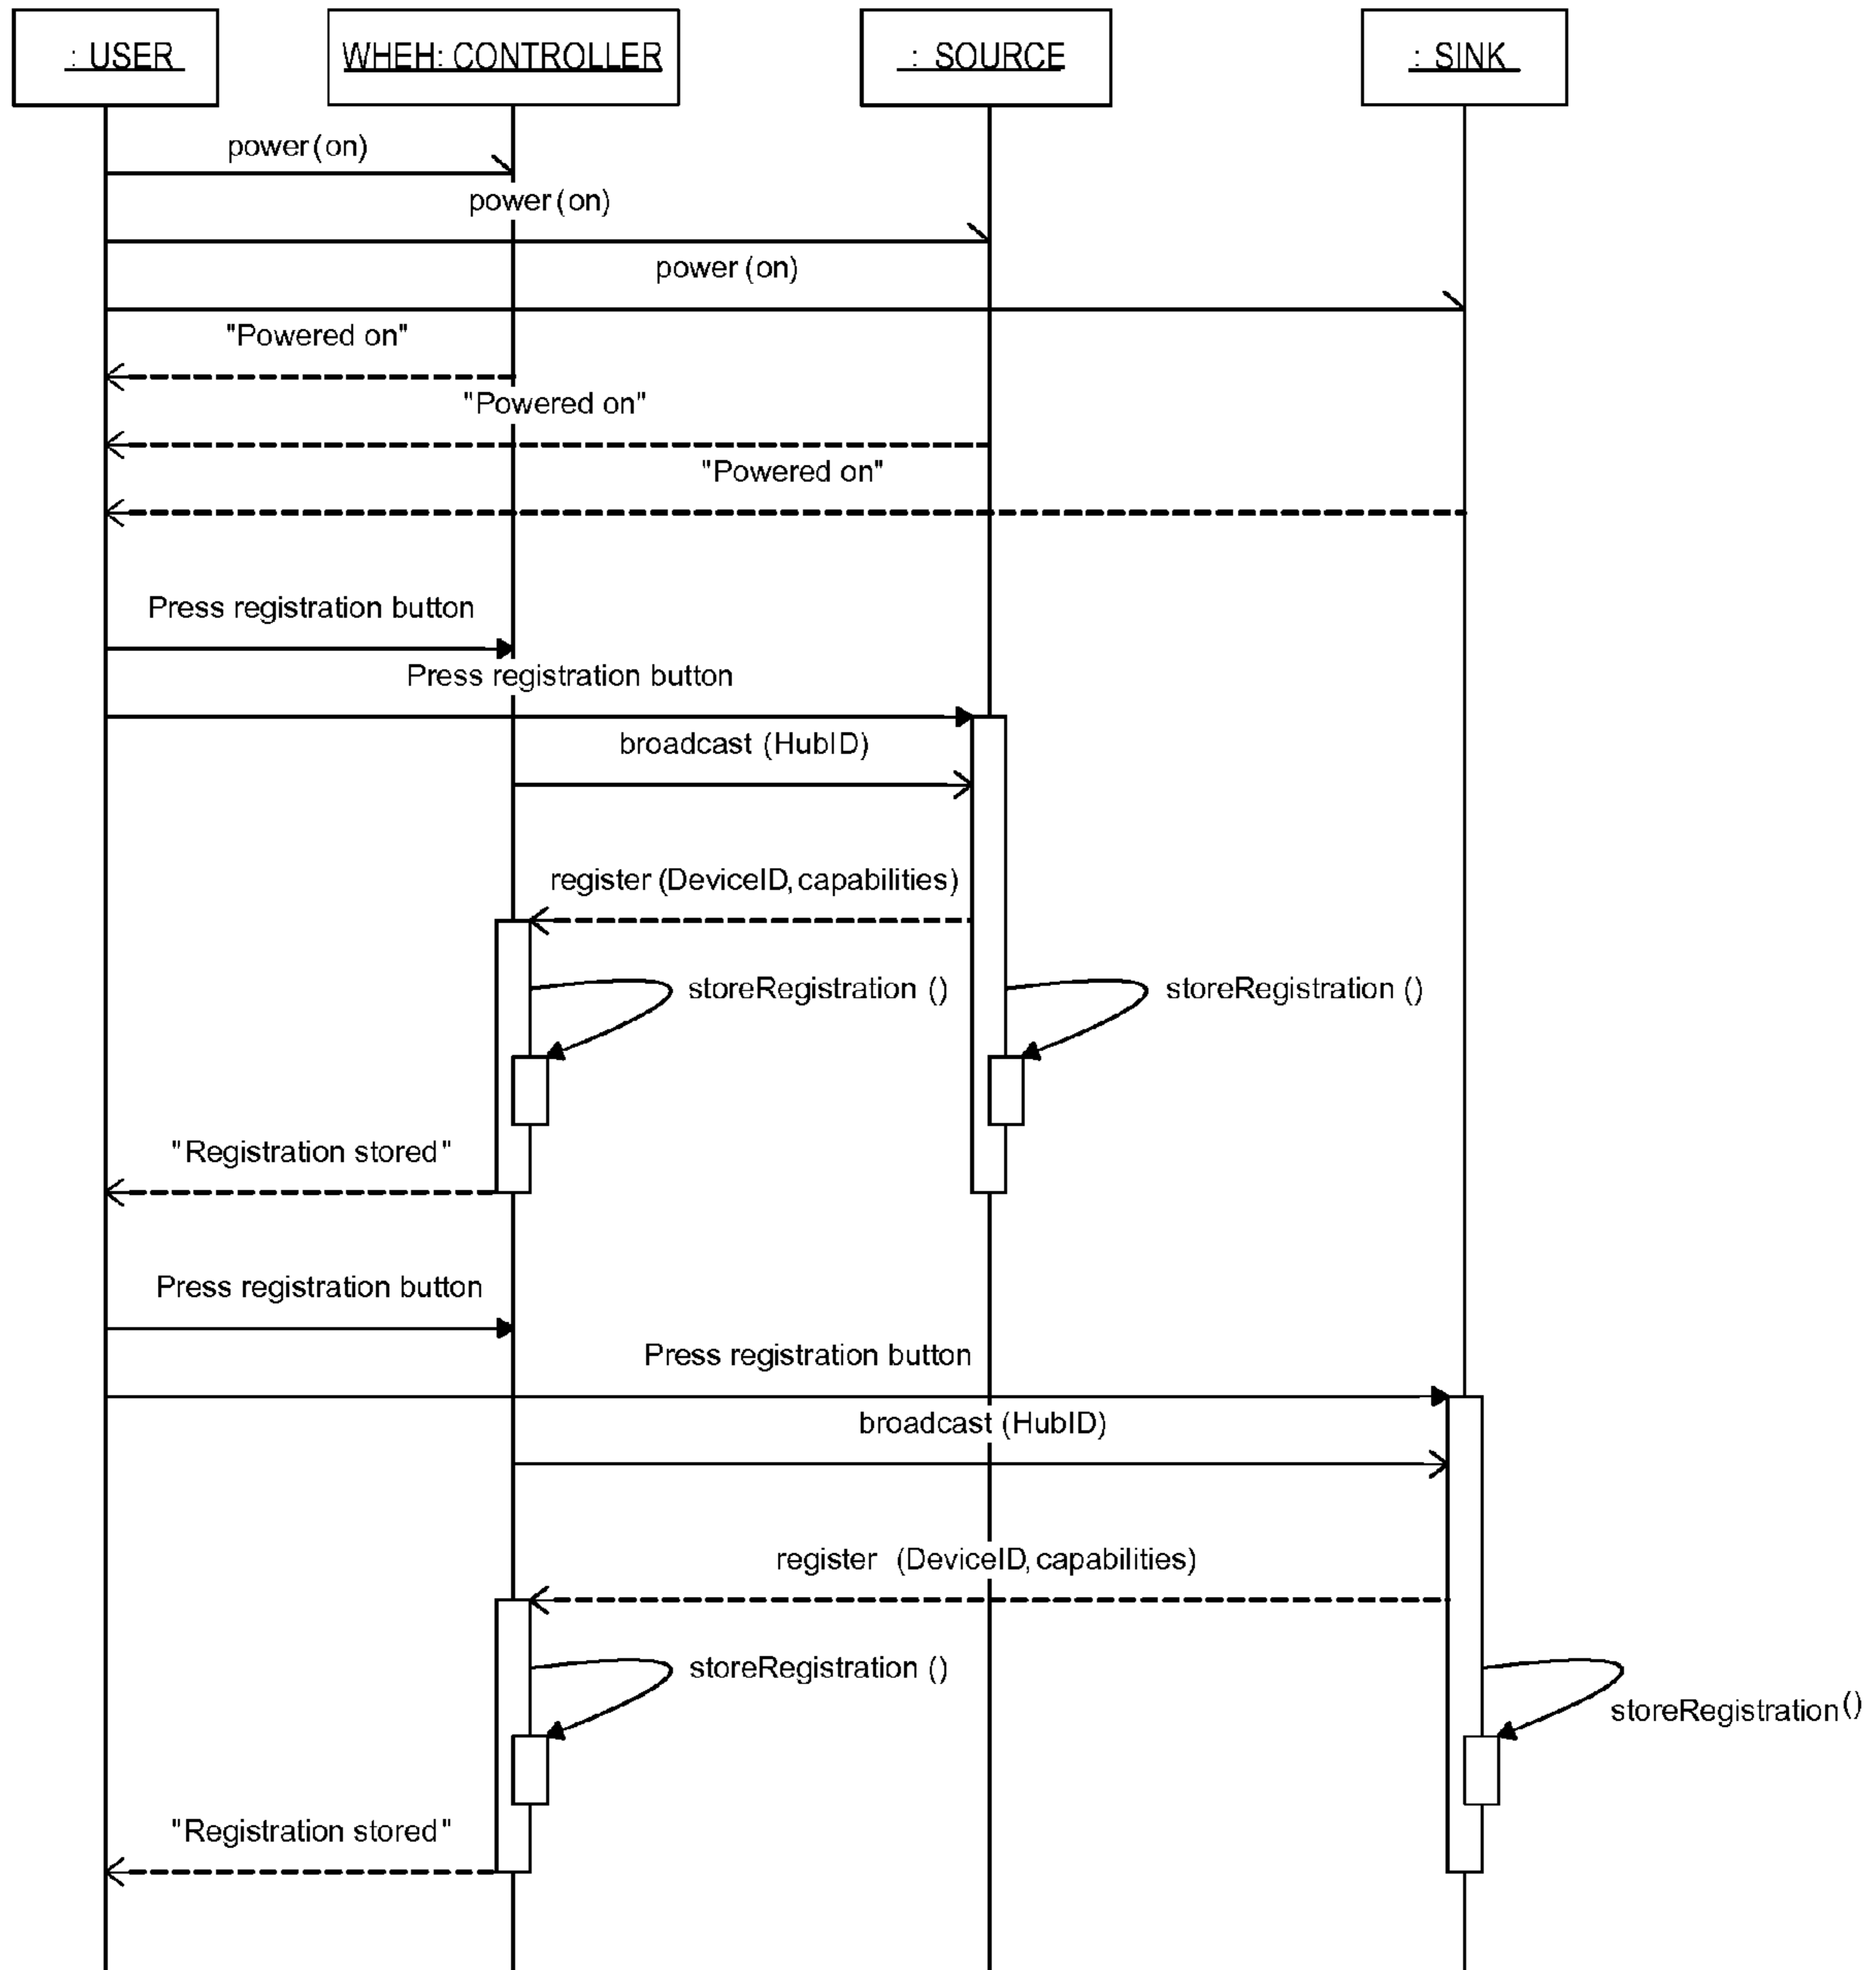 : USER
WHEH: CONTROLLER
: SOURCE
: SINK
power (on)
power (on)
power (on)
"Powered on"
"Powered on"
"Powered on"
Press registration button
Press registration button
broadcast (HubID)
register (DeviceID, capabilities)
storeRegistration ()
storeRegistration ()
"Registration stored"
Press registration button
Press registration button
broadcast (HubID)
register (DeviceID, capabilities)
storeRegistration ()
storeRegistration ()
"Registration stored"